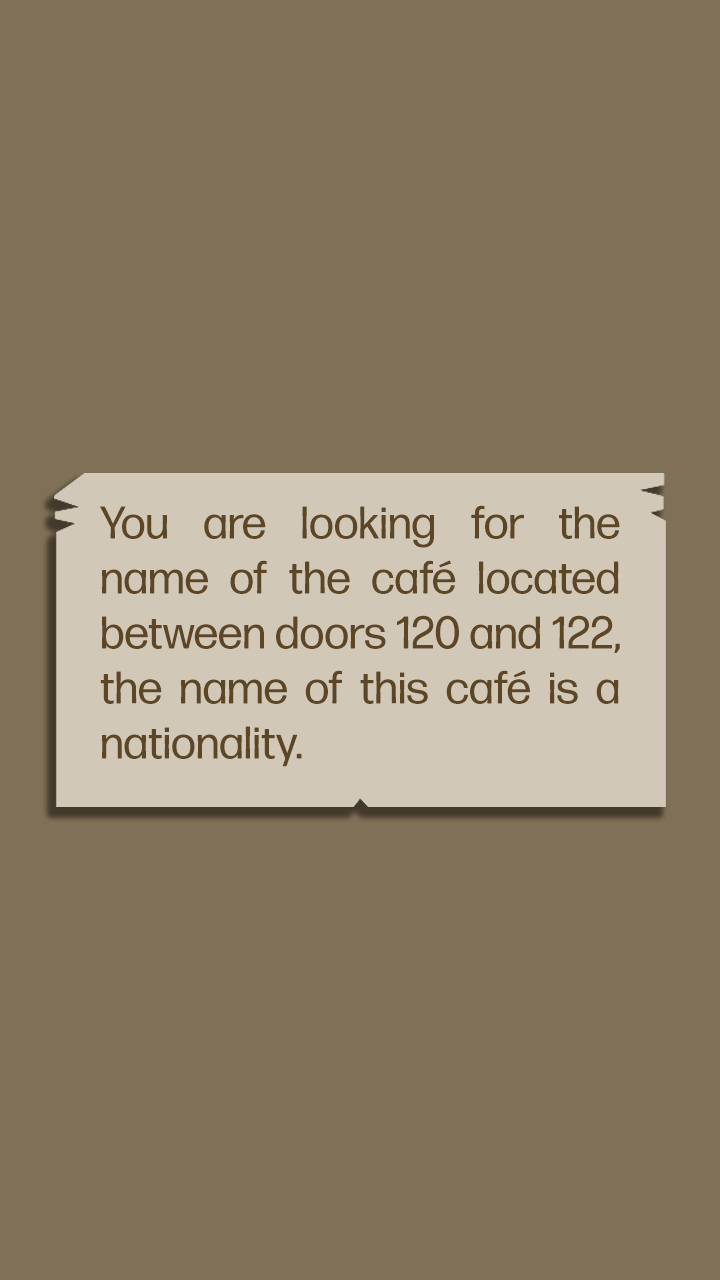 You are looking for the
name of the café located
between doors 120 and 122,
the name of this café is a
nationality.